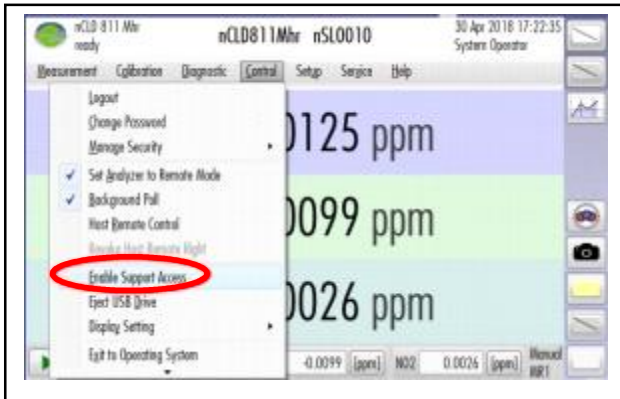 nCLD 811 Mhr
ready
nCLD811Mhr nSL0010
30 Apr 2018 17:22:35
System Operator
Measurement Calibration Diagnostic Control Setup Service Help
Logout
Change Password
Manage Security
Set Analyzer to Remote Mode
Background Poll
Host Remote Control
Revoke Host Remote Right
Enable Support Access
Eject USB Drive
Display Setting
Exit to Operating System
0125 ppm
0099 ppm
0026 ppm
-0.0099 [ppm] NO2 0.0026 [ppm]
Manual
MR1